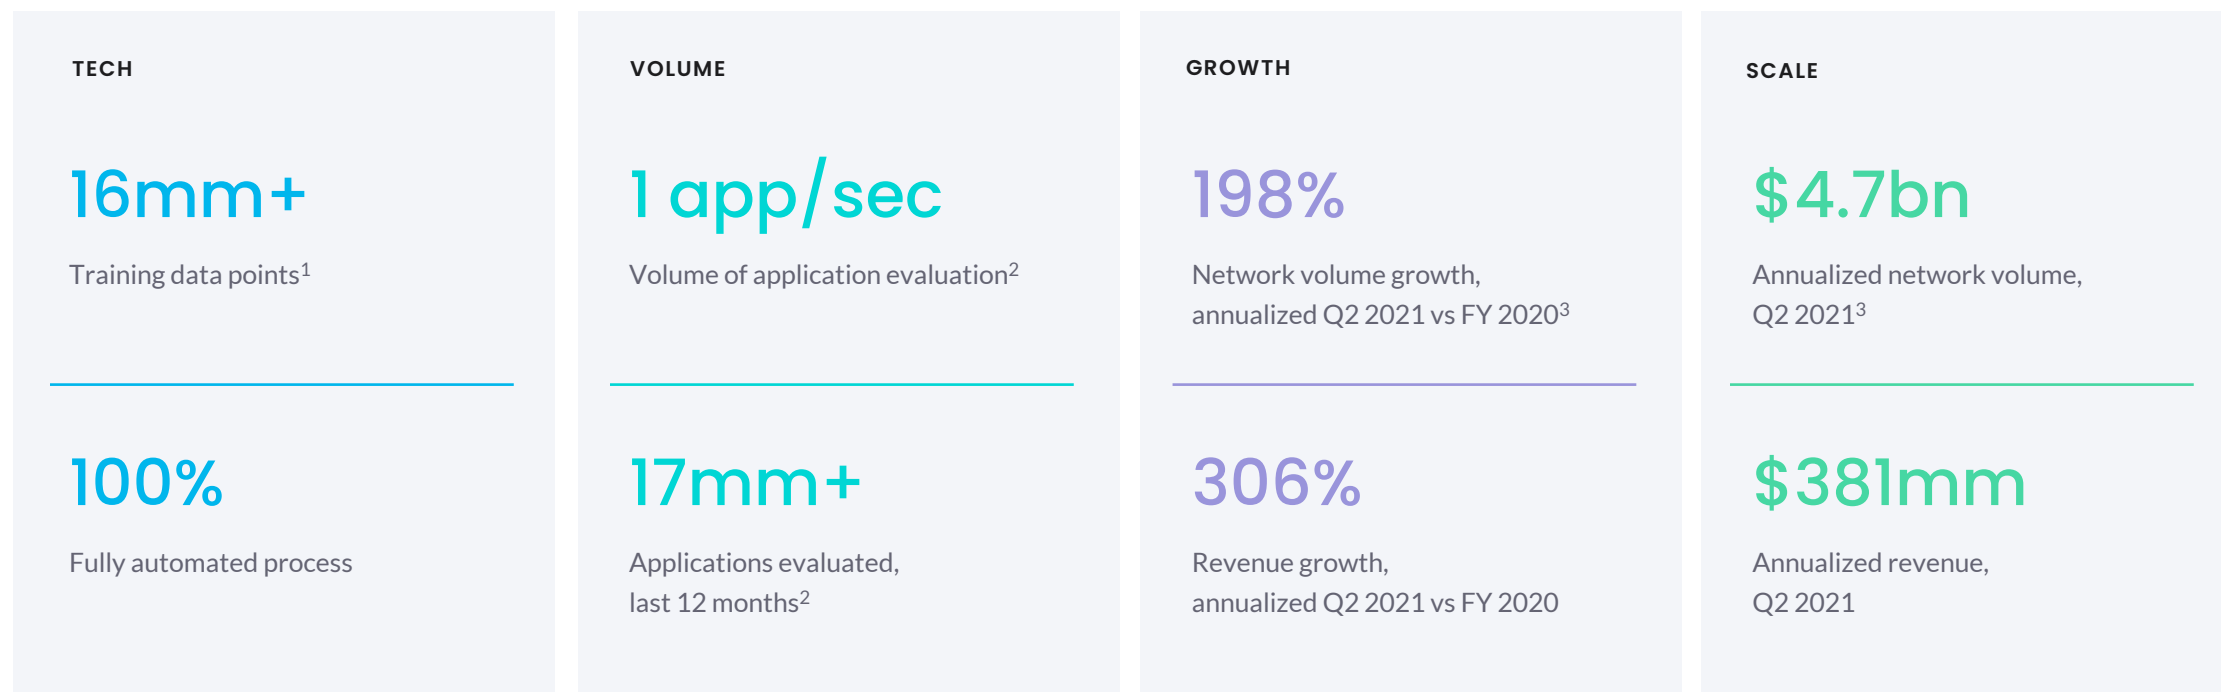 TECH
16mm+
Training data points¹
100%
Fully automated process
VOLUME
1 app/sec
Volume of application evaluation²
17mm+
Applications evaluated,
last 12 months²
GROWTH
198%
Network volume growth,
annualized Q2 2021 vs FY 2020³
306%
Revenue growth,
annualized Q2 2021 vs FY 2020
SCALE
$4.7bn
Annualized network volume,
Q2 2021³
$381mm
Annualized revenue,
Q2 2021